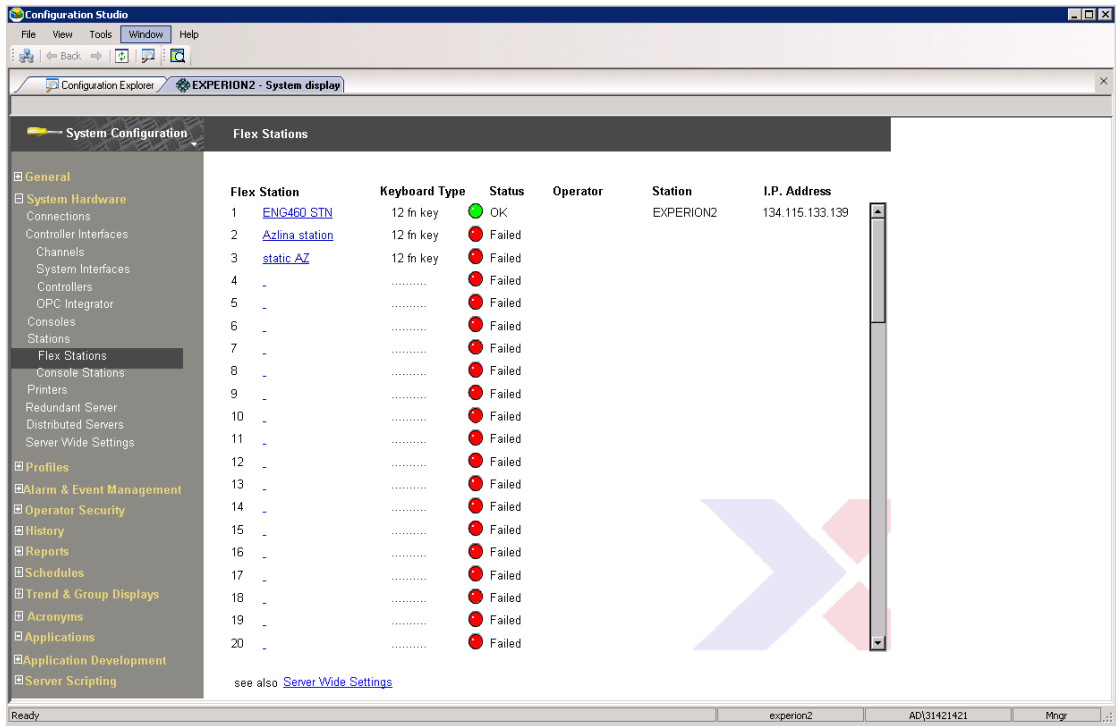 Configuration Studio
File View Tools Window Help
Back
Configuration Explorer EXPERION2 - System display
System Configuration Flex Stations
General
System Hardware
Connections
Controller Interfaces
Channels
System Interfaces
Controllers
OPC Integrator
Consoles
Stations
Flex Stations
Console Stations
Printers
Redundant Server
Distributed Servers
Server Wide Settings
Profiles
Alarm & Event Management
Operator Security
History
Reports
Schedules
Trend & Group Displays
Acronyms
Applications
Application Development
Server Scripting
Flex Station Keyboard Type Status Operator Station I.P. Address
1 ENG460 STN 12 fn key OK EXPERION2 134.115.133.139
2 Azlina station 12 fn key Failed
3 static AZ 12 fn key Failed
4 - .......... Failed
5 - .......... Failed
6 - .......... Failed
7 - .......... Failed
8 - .......... Failed
9 - .......... Failed
10 - .......... Failed
11 - .......... Failed
12 - .......... Failed
13 - .......... Failed
14 - .......... Failed
15 - .......... Failed
16 - .......... Failed
17 - .......... Failed
18 - .......... Failed
19 - .......... Failed
20 - .......... Failed
see also Server Wide Settings
Ready experion2 AD\31421421 Mngr